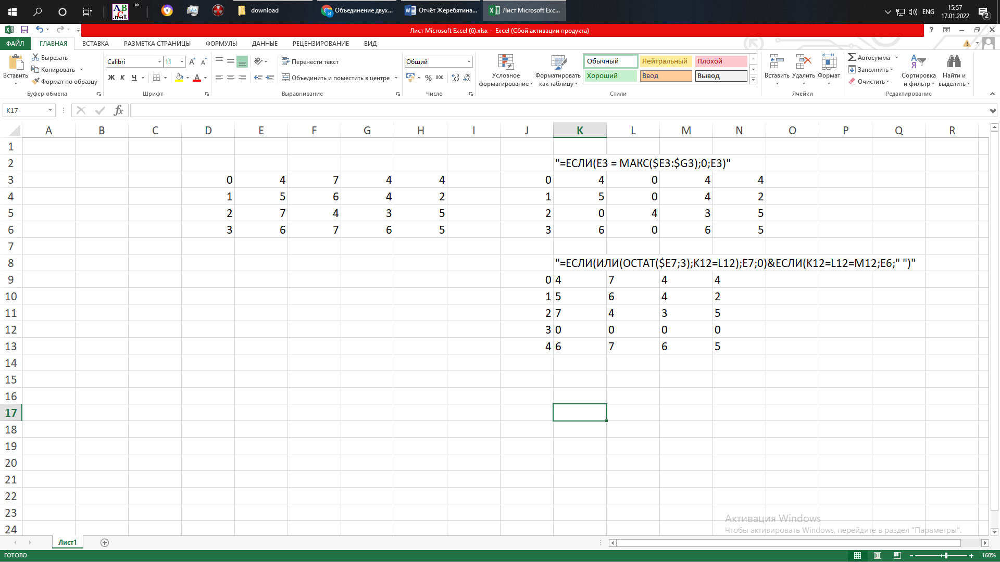 ABC.net
»
download
Объединение двух...
Отчёт Жеребятина...
Лист Microsoft Exc...
ENG
15:57
17.01.2022
2
Лист Microsoft Excel (6).xlsx - Excel (Сбой активации продукта)
ФАЙЛ ГЛАВНАЯ ВСТАВКА РАЗМЕТКА СТРАНИЦЫ ФОРМУЛЫ ДАННЫЕ РЕЦЕНЗИРОВАНИЕ ВИД
Вставить
Вырезать
Копировать
Формат по образцу
Буфер обмена
Calibri 11
Ж К Ч
Шрифт
Перенести текст
Объединить и поместить в центре
Выравнивание
Общий
% 000
Число
Условное форматирование
Форматировать как таблицу
Обычный Нейтральный Плохой
Хороший Ввод Вывод
Стили
Вставить Удалить Формат
Ячейки
Автосумма
Заполнить
Очистить
Сортировка и фильтр
Найти и выделить
Редактирование
K17
fx
A B C D E F G H I J K L M N O P Q R
1
2 "=ЕСЛИ(E3 = МАКС($E3:$G3);0;E3)"
3 0 4 7 4 4 0 4 0 4 4
4 1 5 6 4 2 1 5 0 4 2
5 2 7 4 3 5 2 0 4 3 5
6 3 6 7 6 5 3 6 0 6 5
7
8 "=ЕСЛИ(ИЛИ(ОСТАТ($E7;3);K12=L12);E7;0)&ЕСЛИ(K12=L12=M12;E6;" ")"
9 0 4 7 4 4
10 1 5 6 4 2
11 2 7 4 3 5
12 3 0 0 0 0
13 4 6 7 6 5
14
15
16
17
18
19
20
21
22
23
24
Активация Windows
Чтобы активировать Windows, перейдите в раздел "Параметры".
Лист1
ГОТОВО
160%